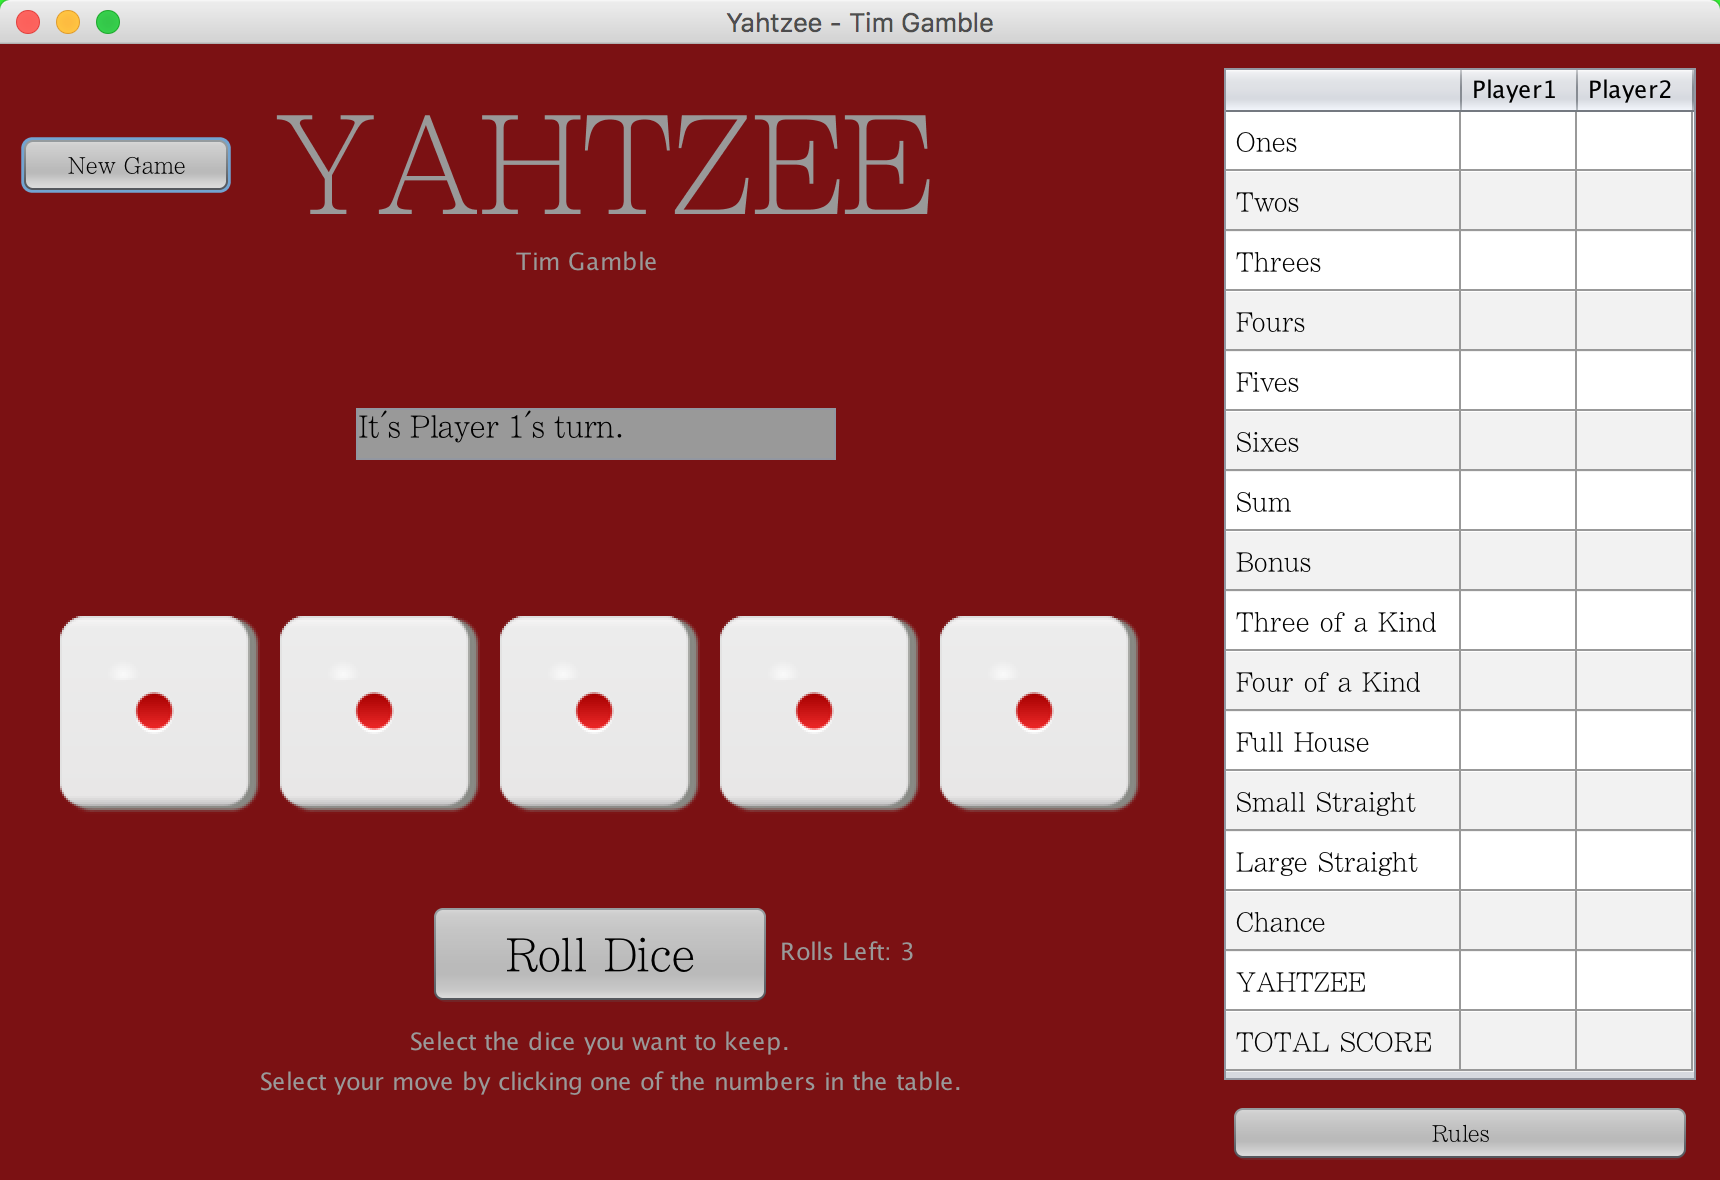 Yahtzee - Tim Gamble
New Game
YAHTZEE
Tim Gamble
It´s Player 1´s turn.
Roll Dice
Rolls Left: 3
Select the dice you want to keep.
Select your move by clicking one of the numbers in the table.
Player1 Player2
Ones
Twos
Threes
Fours
Fives
Sixes
Sum
Bonus
Three of a Kind
Four of a Kind
Full House
Small Straight
Large Straight
Chance
YAHTZEE
TOTAL SCORE
Rules